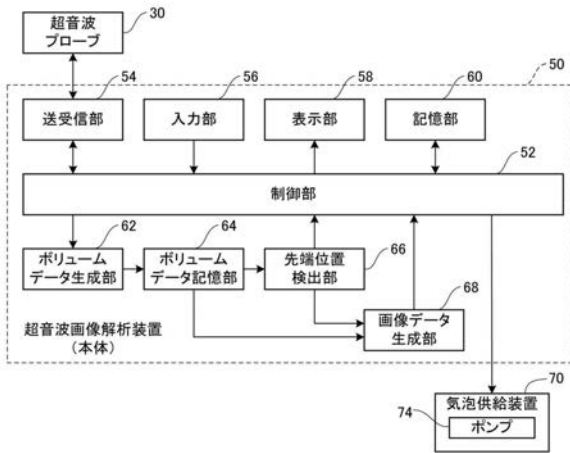 超音波
プローブ
30
50
54
56
58
60
送受信部
入力部
表示部
記憶部
52
制御部
62
64
66
ボリューム
データ生成部
ボリューム
データ記憶部
先端位置
検出部
68
画像データ
生成部
超音波画像解析装置
(本体)
70
気泡供給装置
74
ポンプ